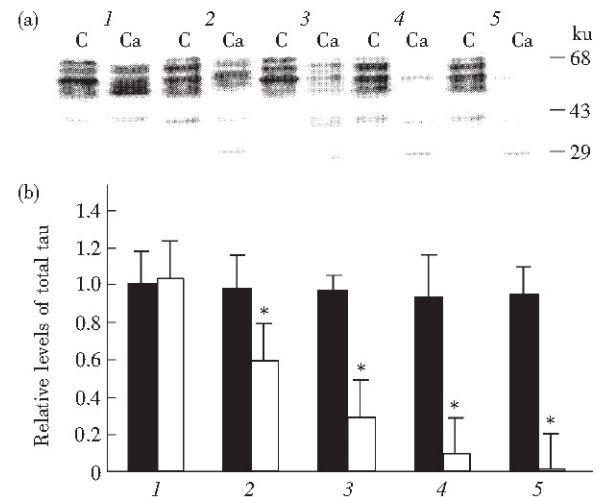 (a) 1 2 3 4 5
C Ca C Ca C Ca C Ca C Ca ku
68
43
29
(b)
Relative levels of total tau
1.4
1.2
1.0
0.8
0.6
0.4
0.2
0
* * * *
1 2 3 4 5